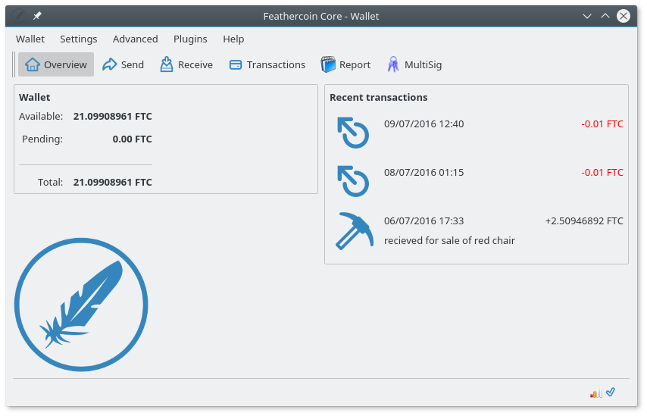 Feathercoin Core - Wallet
Wallet Settings Advanced Plugins Help
Overview Send Receive Transactions Report MultiSig
Wallet
Available: 21.09908961 FTC
Pending: 0.00 FTC
Total: 21.09908961 FTC
Recent transactions
09/07/2016 12:40 -0.01 FTC
08/07/2016 01:15 -0.01 FTC
06/07/2016 17:33 +2.50946892 FTC
recieved for sale of red chair